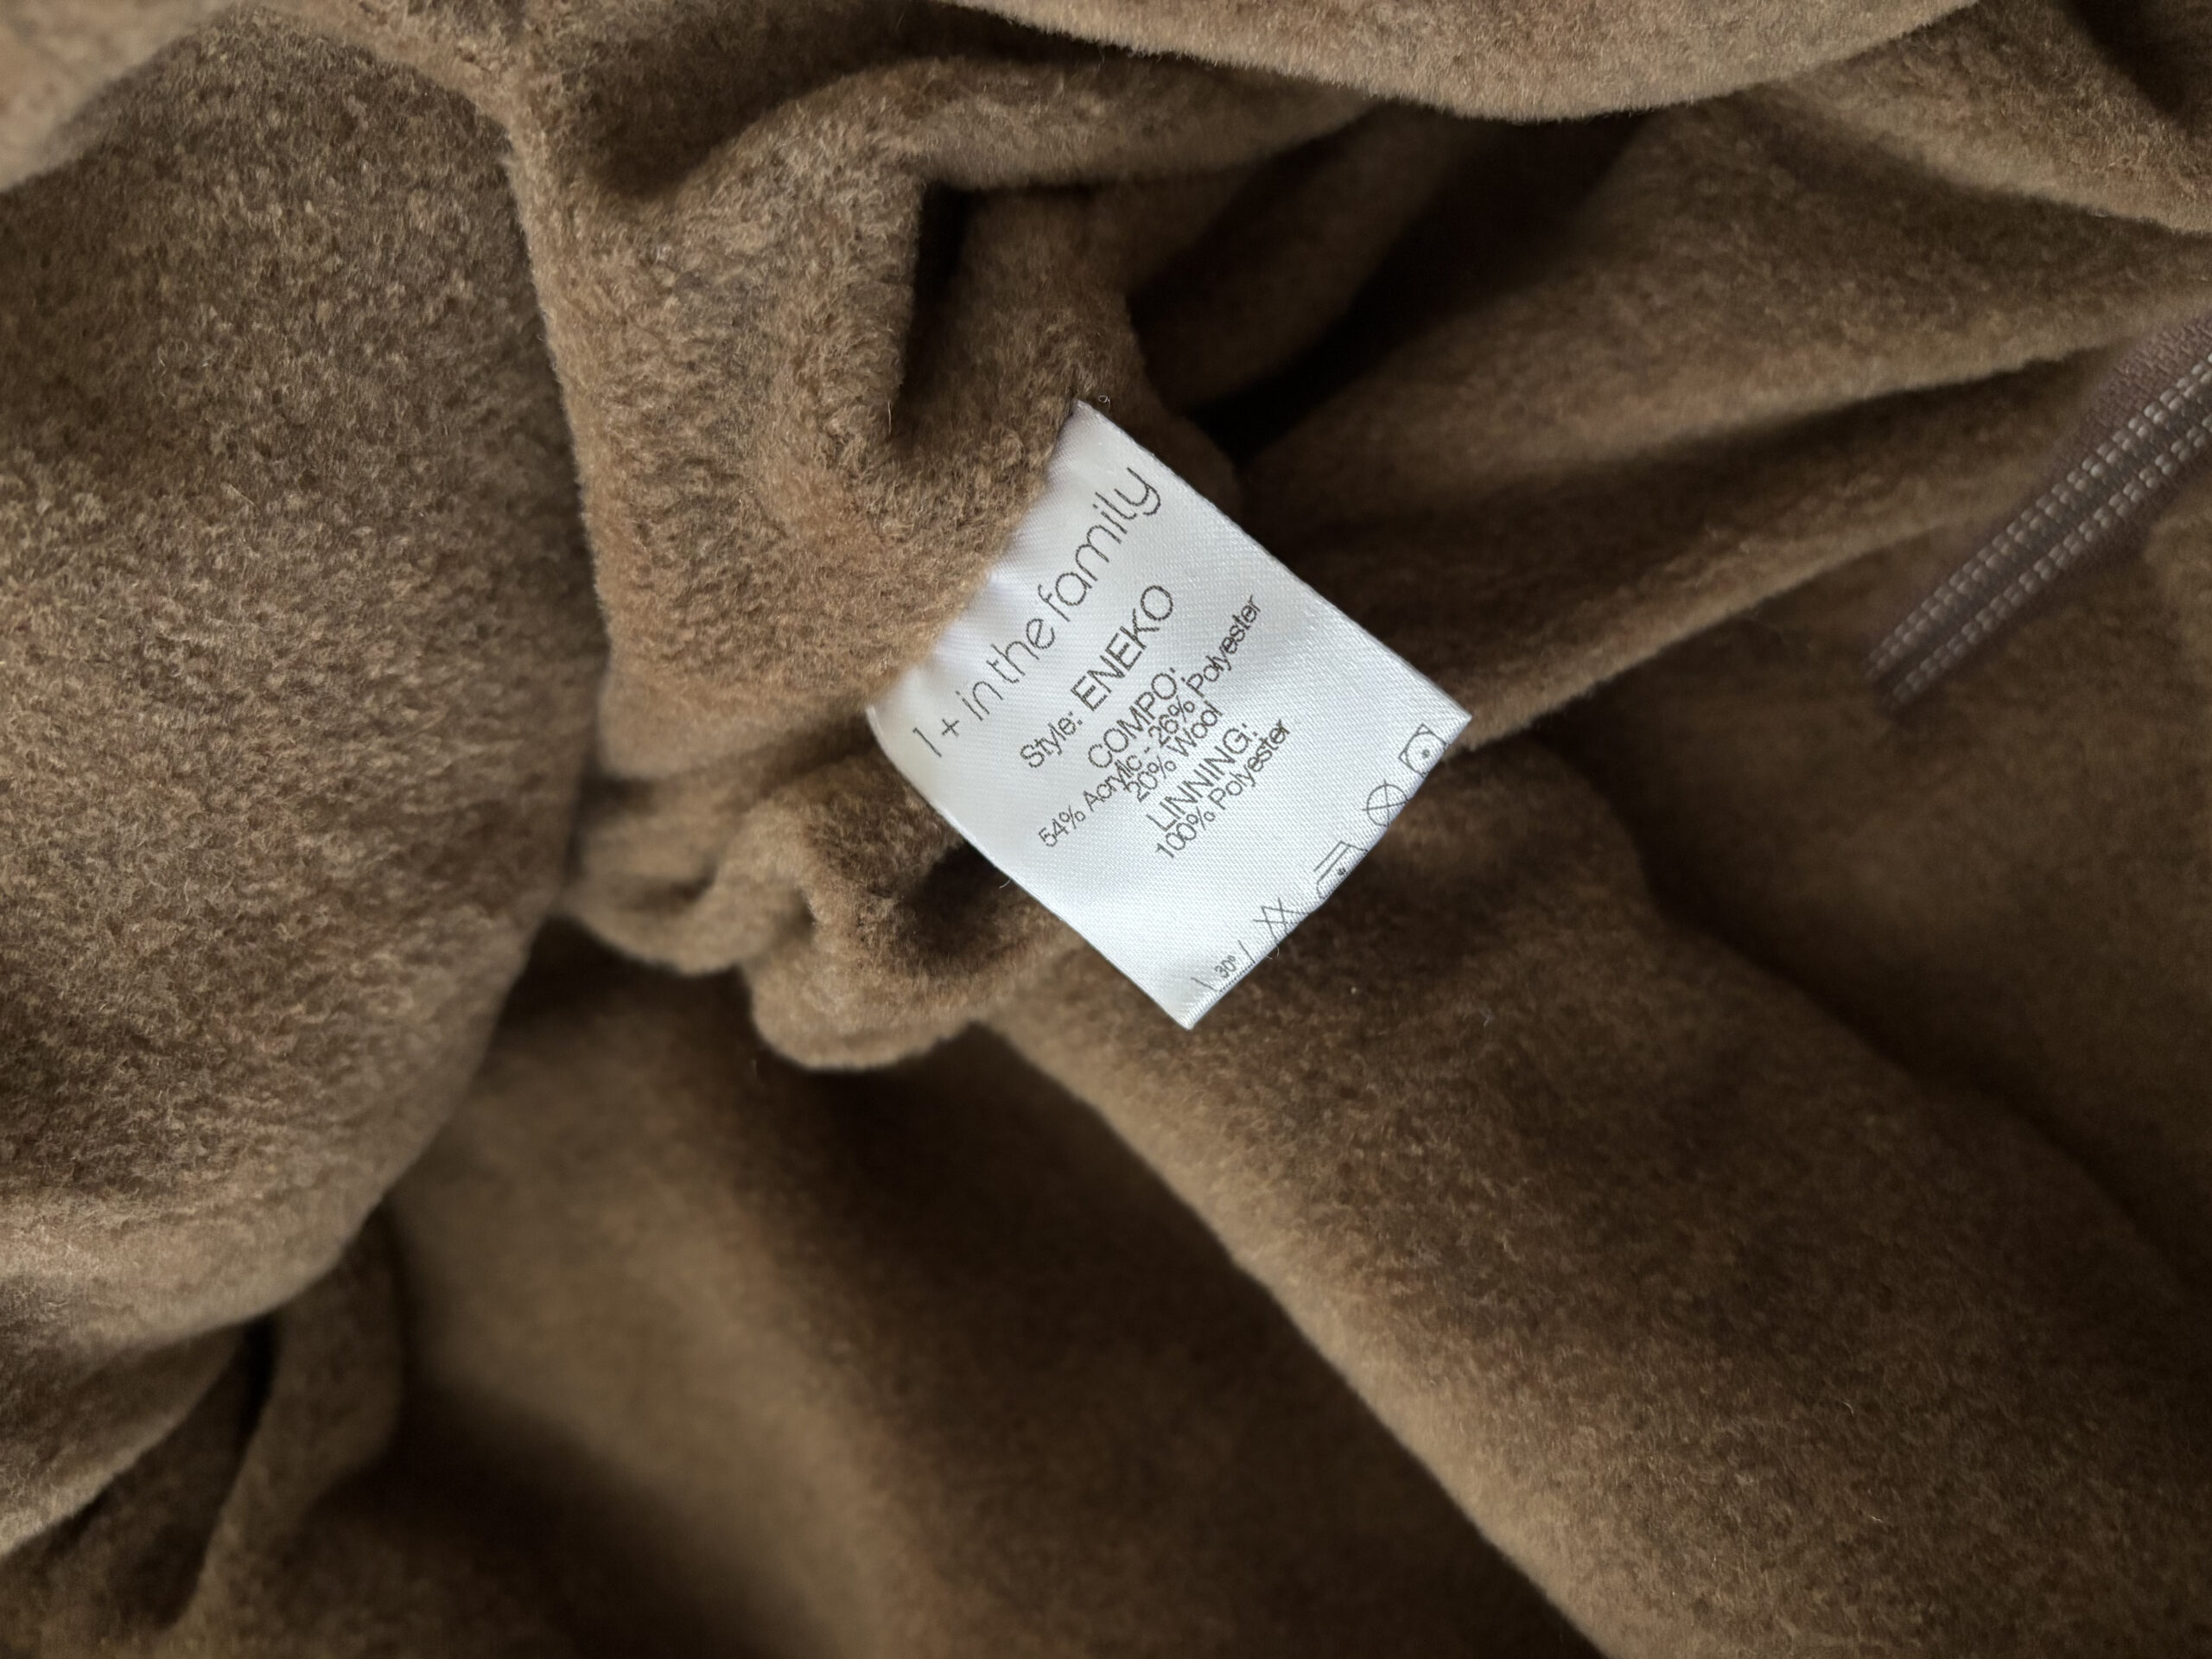 1+ in the family
Style: ENEKO
COMPO:
54% Acrylic - 26% Polyester
20% Wool
LINNING:
100% Polyester
30°